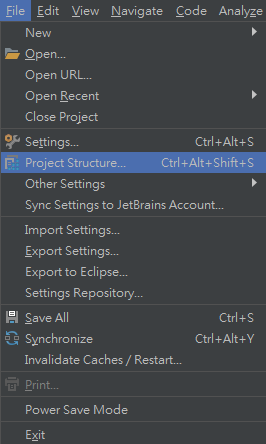 File Edit View Navigate Code Analyze
New
Open...
Open URL...
Open Recent
Close Project
Settings... Ctrl+Alt+S
Project Structure... Ctrl+Alt+Shift+S
Other Settings
Sync Settings to JetBrains Account...
Import Settings...
Export Settings...
Export to Eclipse...
Settings Repository...
Save All Ctrl+S
Synchronize Ctrl+Alt+Y
Invalidate Caches / Restart...
Print...
Power Save Mode
Exit